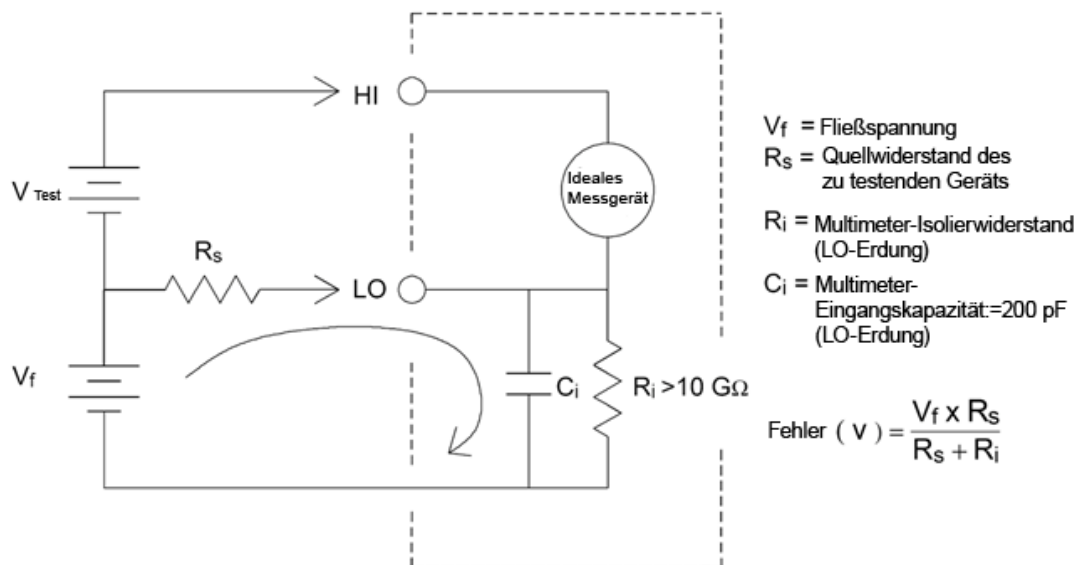 HI
V Test
Ideales
Messgerät
Rs
LO
Vf
Ci
Ri >10 GΩ
Vf = Fließspannung
Rs = Quellwiderstand des
zu testenden Geräts
Ri = Multimeter-Isolierwiderstand
(LO-Erdung)
Ci = Multimeter-
Eingangskapazität:=200 pF
(LO-Erdung)
Fehler ( v ) = Vf x Rs
Rs + Ri